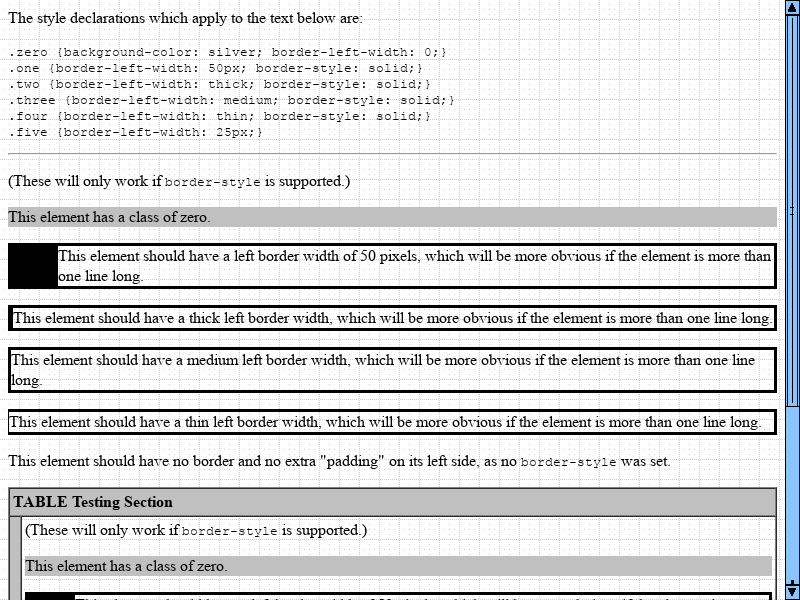 The style declarations which apply to the text below are:
.zero {background-color: silver; border-left-width: 0;}
.one {border-left-width: 50px; border-style: solid;}
.two {border-left-width: thick; border-style: solid;}
.three {border-left-width: medium; border-style: solid;}
.four {border-left-width: thin; border-style: solid;}
.five {border-left-width: 25px;}
(These will only work if border-style is supported.)
This element has a class of zero.
This element should have a left border width of 50 pixels, which will be more obvious if the element is more than
one line long.
This element should have a thick left border width, which will be more obvious if the element is more than one line long.
This element should have a medium left border width, which will be more obvious if the element is more than one line
long.
This element should have a thin left border width, which will be more obvious if the element is more than one line long.
This element should have no border and no extra "padding" on its left side, as no border-style was set.
TABLE Testing Section
(These will only work if border-style is supported.)
This element has a class of zero.